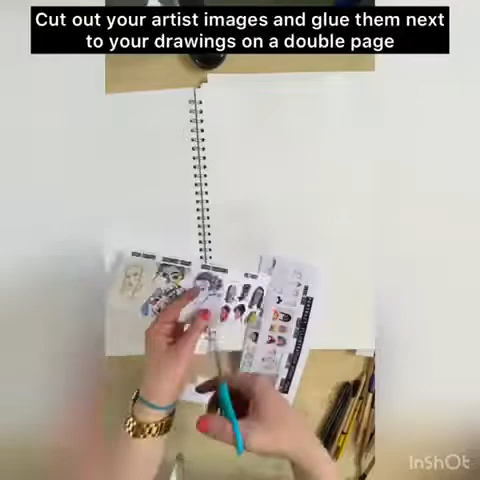 Cut out your artist images and glue them next
to your drawings on a double page
InShOt